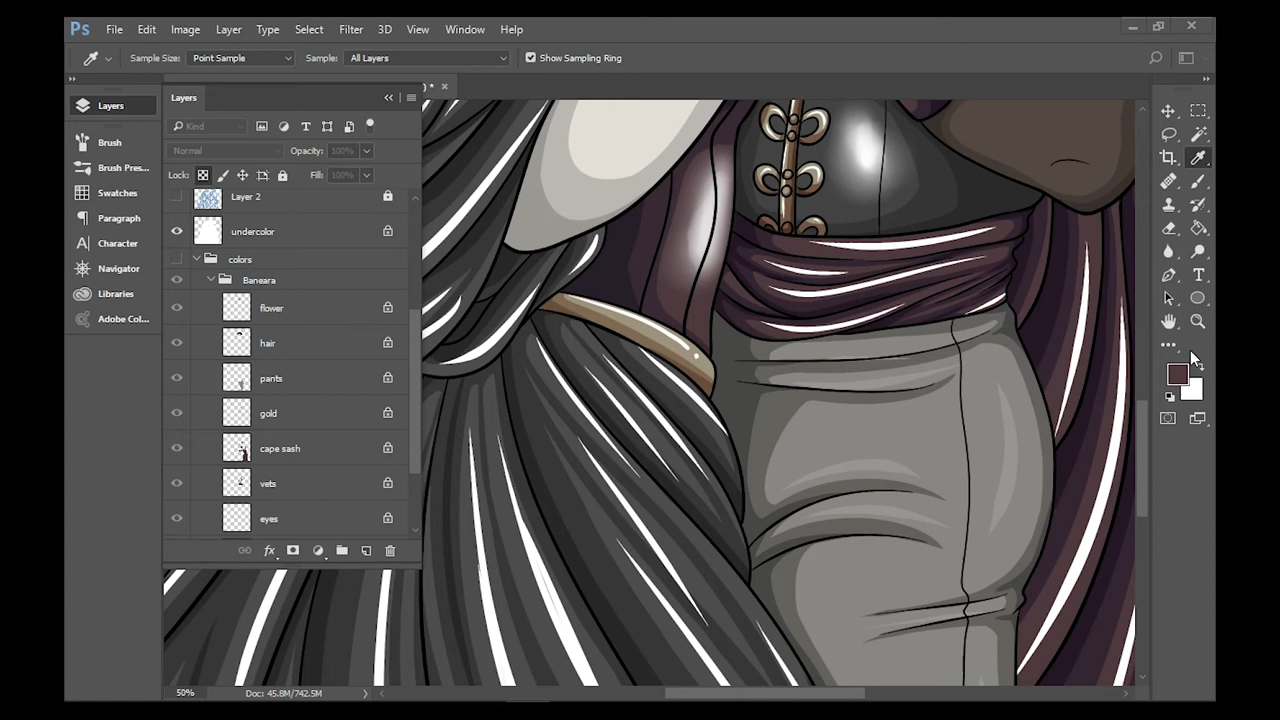 Ps File Edit Image Layer Type Select Filter 3D View Window Help
Sample Size: Point Sample Sample: All Layers Show Sampling Ring
) * ×
Layers
Brush
Brush Pres...
Swatches
Paragraph
Character
Navigator
Libraries
Adobe Col...
Layers
Kind
Normal Opacity: 100%
Lock: Fill: 100%
Layer 2
undercolor
colors
Baneara
flower
hair
pants
gold
cape sash
vets
eyes
fx
50% Doc: 45.8M/742.5M